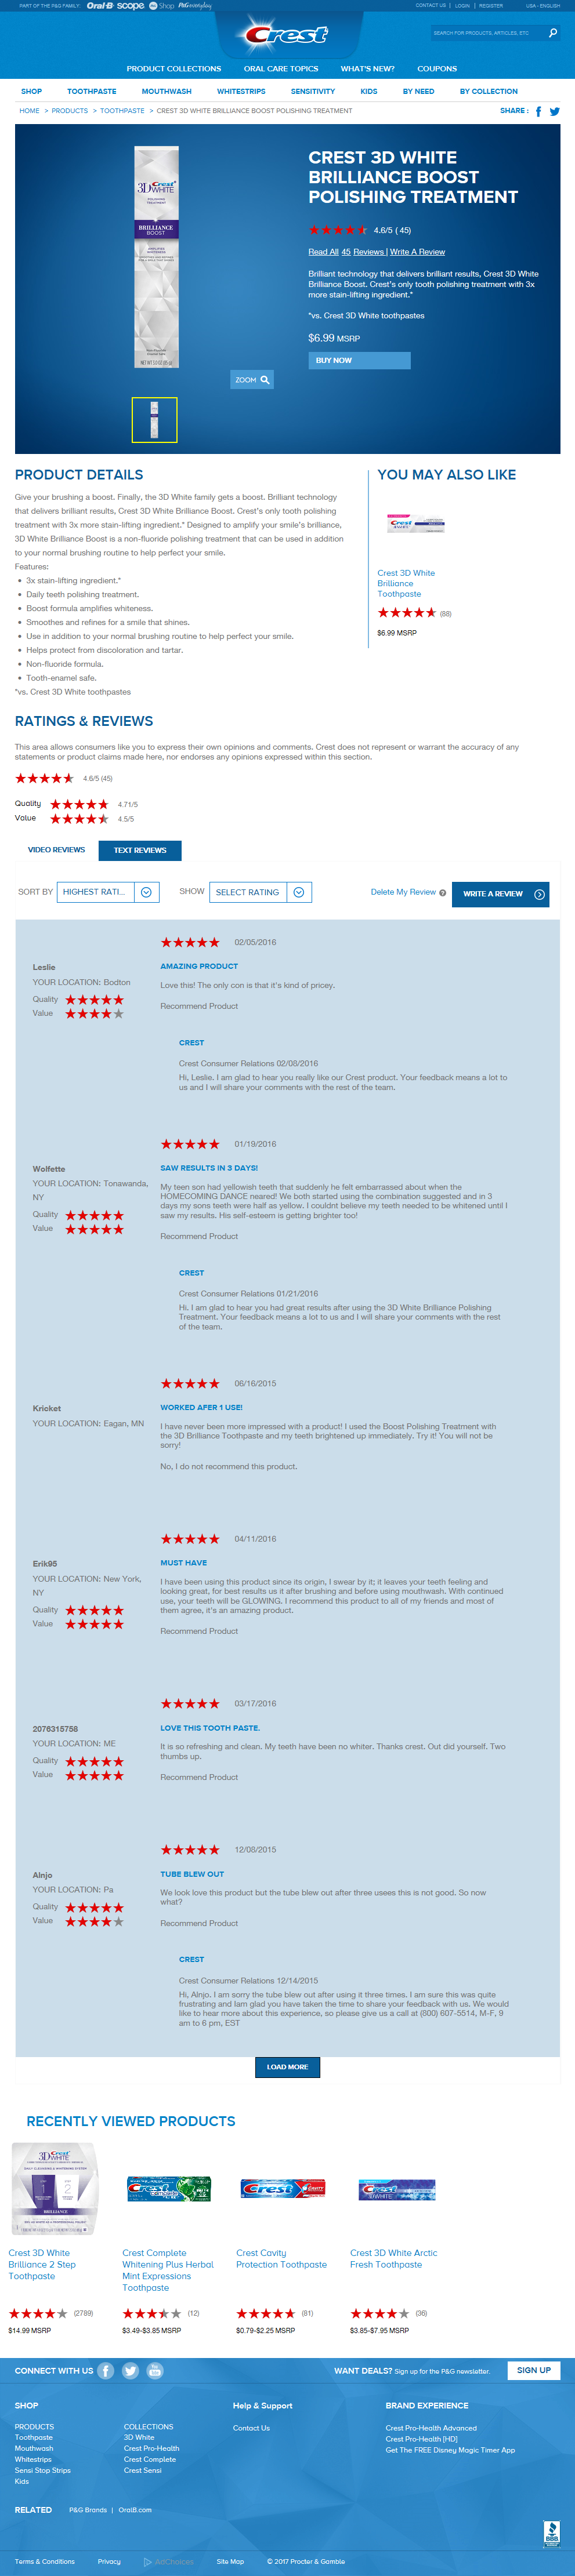 PART OF THE P&G FAMILY: Oral-B scope Shop P&G everyday
CONTACT US | LOGIN | REGISTER USA - ENGLISH
Crest
SEARCH FOR PRODUCTS, ARTICLES, ETC
PRODUCT COLLECTIONS ORAL CARE TOPICS WHAT'S NEW? COUPONS
SHOP TOOTHPASTE MOUTHWASH WHITESTRIPS SENSITIVITY KIDS BY NEED BY COLLECTION
HOME > PRODUCTS > TOOTHPASTE > CREST 3D WHITE BRILLIANCE BOOST POLISHING TREATMENT
SHARE :
Crest
3D WHITE
POLISHING
TREATMENT
BRILLIANCE
BOOST
ZOOM
CREST 3D WHITE
BRILLIANCE BOOST
POLISHING TREATMENT
4.6/5 ( 45)
Read All 45 Reviews | Write A Review
Brilliant technology that delivers brilliant results, Crest 3D White
Brilliance Boost. Crest's only tooth polishing treatment with 3x
more stain-lifting ingredient.*
*vs. Crest 3D White toothpastes
$6.99 MSRP
BUY NOW
PRODUCT DETAILS
Give your brushing a boost. Finally, the 3D White family gets a boost. Brilliant technology
that delivers brilliant results, Crest 3D White Brilliance Boost. Crest's only tooth polishing
treatment with 3x more stain-lifting ingredient.* Designed to amplify your smile's brilliance,
3D White Brilliance Boost is a non-fluoride polishing treatment that can be used in addition
to your normal brushing routine to help perfect your smile.
Features:
• 3x stain-lifting ingredient.*
• Daily teeth polishing treatment.
• Boost formula amplifies whiteness.
• Smoothes and refines for a smile that shines.
• Use in addition to your normal brushing routine to help perfect your smile.
• Helps protect from discoloration and tartar.
• Non-fluoride formula.
• Tooth-enamel safe.
*vs. Crest 3D White toothpastes
YOU MAY ALSO LIKE
Crest 3D White
Brilliance
Toothpaste
(88)
$6.99 MSRP
RATINGS & REVIEWS
This area allows consumers like you to express their own opinions and comments. Crest does not represent or warrant the accuracy of any
statements or product claims made here, nor endorses any opinions expressed within this section.
4.6/5 (45)
Quality 4.71/5
Value 4.5/5
VIDEO REVIEWS TEXT REVIEWS
SORT BY HIGHEST RATI... SHOW SELECT RATING Delete My Review ? WRITE A REVIEW
02/05/2016
Leslie
YOUR LOCATION: Bodton
Quality
Value
AMAZING PRODUCT
Love this! The only con is that it's kind of pricey.
Recommend Product
CREST
Crest Consumer Relations 02/08/2016
Hi, Leslie. I am glad to hear you really like our Crest product. Your feedback means a lot to
us and I will share your comments with the rest of the team.
01/19/2016
Wolfette
YOUR LOCATION: Tonawanda,
NY
Quality
Value
SAW RESULTS IN 3 DAYS!
My teen son had yellowish teeth that suddenly he felt embarrassed about when the
HOMECOMING DANCE neared! We both started using the combination suggested and in 3
days my sons teeth were half as yellow. I couldnt believe my teeth needed to be whitened until I
saw my results. His self-esteem is getting brighter too!
Recommend Product
CREST
Crest Consumer Relations 01/21/2016
Hi. I am glad to hear you had great results after using the 3D White Brilliance Polishing
Treatment. Your feedback means a lot to us and I will share your comments with the rest
of the team.
06/16/2015
Kricket
YOUR LOCATION: Eagan, MN
WORKED AFER 1 USE!
I have never been more impressed with a product! I used the Boost Polishing Treatment with
the 3D Brilliance Toothpaste and my teeth brightened up immediately. Try it! You will not be
sorry!
No, I do not recommend this product.
04/11/2016
Erik95
YOUR LOCATION: New York,
NY
Quality
Value
MUST HAVE
I have been using this product since its origin, I swear by it; it leaves your teeth feeling and
looking great, for best results us it after brushing and before using mouthwash. With continued
use, your teeth will be GLOWING. I recommend this product to all of my friends and most of
them agree, it's an amazing product.
Recommend Product
03/17/2016
2076315758
YOUR LOCATION: ME
Quality
Value
LOVE THIS TOOTH PASTE.
It is so refreshing and clean. My teeth have been no whiter. Thanks crest. Out did yourself. Two
thumbs up.
Recommend Product
12/08/2015
Alnjo
YOUR LOCATION: Pa
Quality
Value
TUBE BLEW OUT
We look love this product but the tube blew out after three usees this is not good. So now
what?
Recommend Product
CREST
Crest Consumer Relations 12/14/2015
Hi, Alnjo. I am sorry the tube blew out after using it three times. I am sure this was quite
frustrating and Iam glad you have taken the time to share your feedback with us. We would
like to hear more about this experience, so please give us a call at (800) 607-5514, M-F, 9
am to 6 pm, EST
LOAD MORE
RECENTLY VIEWED PRODUCTS
Crest 3D White
Brilliance 2 Step
Toothpaste
(2789)
$14.99 MSRP
Crest Complete
Whitening Plus Herbal
Mint Expressions
Toothpaste
(12)
$3.49-$3.85 MSRP
Crest Cavity
Protection Toothpaste
(81)
$0.79-$2.25 MSRP
Crest 3D White Arctic
Fresh Toothpaste
(36)
$3.85-$7.95 MSRP
CONNECT WITH US
WANT DEALS? Sign up for the P&G newsletter. SIGN UP
SHOP
PRODUCTS
Toothpaste
Mouthwash
Whitestrips
Sensi Stop Strips
Kids
COLLECTIONS
3D White
Crest Pro-Health
Crest Complete
Crest Sensi
Help & Support
Contact Us
BRAND EXPERIENCE
Crest Pro-Health Advanced
Crest Pro-Health [HD]
Get The FREE Disney Magic Timer App
RELATED P&G Brands | OralB.com
BBB
Terms & Conditions Privacy AdChoices Site Map © 2017 Procter & Gamble